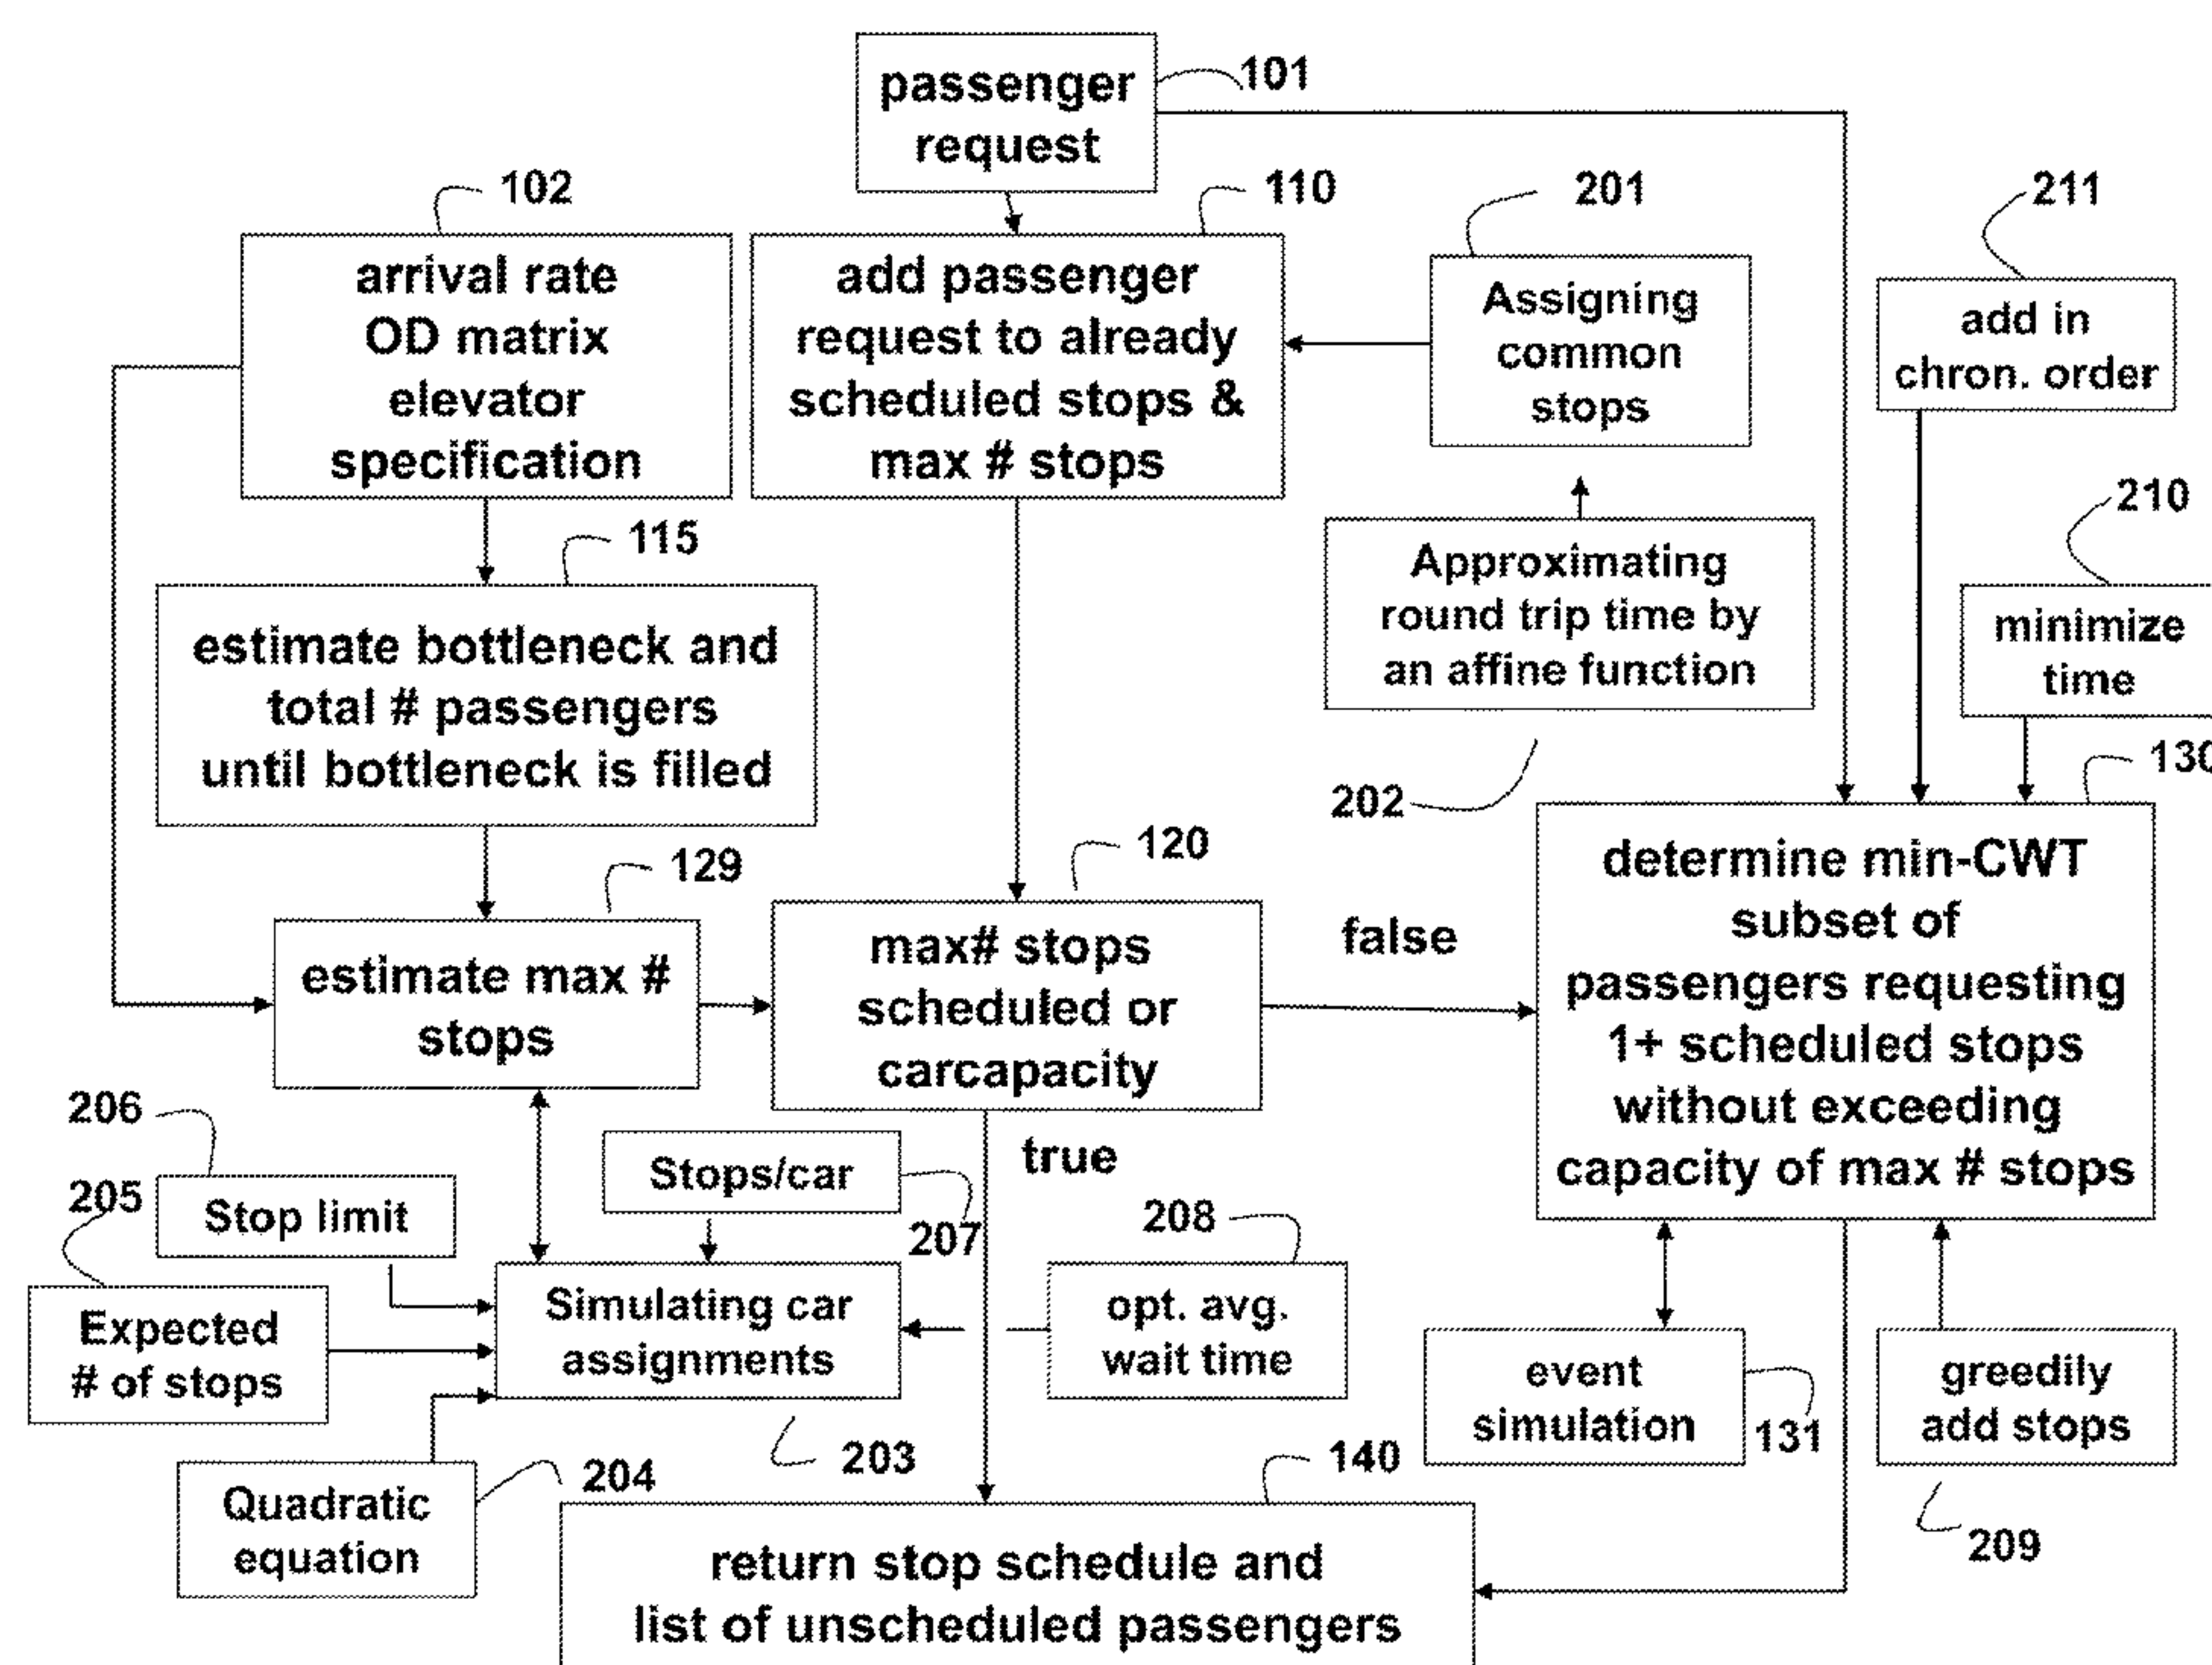 passenger
request
101
102
110
201
211
arrival rate
OD matrix
elevator
specification
add passenger
request to already
scheduled stops &
max # stops
Assigning
common
stops
add in
chron. order
210
115
Approximating
round trip time by
an affine function
minimize
time
estimate bottleneck and
total # passengers
until bottleneck is filled
202
130
129
120
estimate max #
stops
max# stops
scheduled or
carcapacity
false
true
determine min-CWT
subset of
passengers requesting
1+ scheduled stops
without exceeding
capacity of max # stops
206
Stop limit
205
Expected
# of stops
Stops/car
207
208
Simulating car
assignments
opt. avg.
wait time
event
simulation
131
greedily
add stops
209
Quadratic
equation
204
203
140
return stop schedule and
list of unscheduled passengers